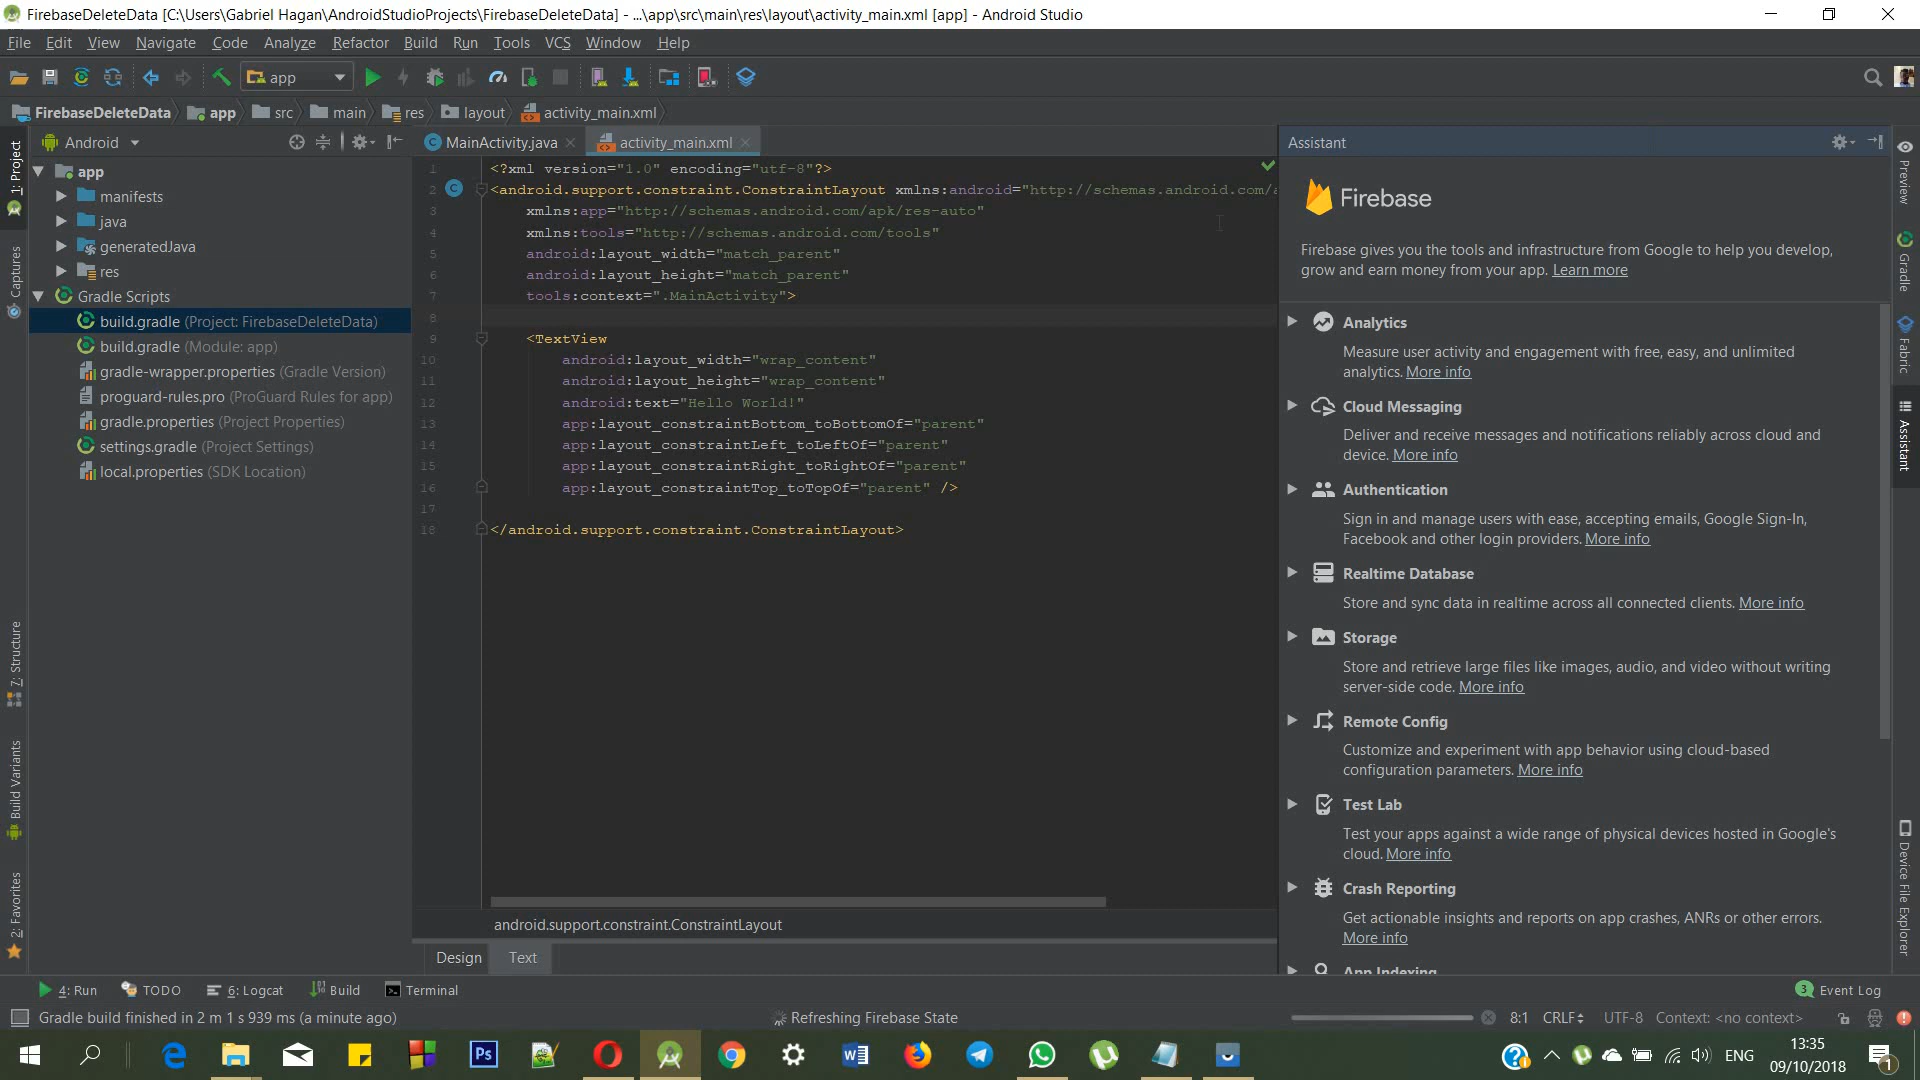 FirebaseDeleteData [C:\Users\Gabriel Hagan\AndroidStudioProjects\FirebaseDeleteData] - ...\app\src\main\res\layout\activity_main.xml [app] - Android Studio
File Edit View Navigate Code Analyze Refactor Build Run Tools VCS Window Help
app
FirebaseDeleteData app src main res layout activity_main.xml
Android
MainActivity.java activity_main.xml
Assistant
1: Project
Captures
7: Structure
Build Variants
2: Favorites
app
manifests
java
generatedJava
res
Gradle Scripts
build.gradle (Project: FirebaseDeleteData)
build.gradle (Module: app)
gradle-wrapper.properties (Gradle Version)
proguard-rules.pro (ProGuard Rules for app)
gradle.properties (Project Properties)
settings.gradle (Project Settings)
local.properties (SDK Location)
1 <?xml version="1.0" encoding="utf-8"?>
2 <android.support.constraint.ConstraintLayout xmlns:android="http://schemas.android.com/a
3 xmlns:app="http://schemas.android.com/apk/res-auto"
4 xmlns:tools="http://schemas.android.com/tools"
5 android:layout_width="match_parent"
6 android:layout_height="match_parent"
7 tools:context=".MainActivity">
8
9 <TextView
10 android:layout_width="wrap_content"
11 android:layout_height="wrap_content"
12 android:text="Hello World!"
13 app:layout_constraintBottom_toBottomOf="parent"
14 app:layout_constraintLeft_toLeftOf="parent"
15 app:layout_constraintRight_toRightOf="parent"
16 app:layout_constraintTop_toTopOf="parent" />
17
18 </android.support.constraint.ConstraintLayout>
android.support.constraint.ConstraintLayout
Design Text
Firebase
Firebase gives you the tools and infrastructure from Google to help you develop,
grow and earn money from your app. Learn more
Analytics
Measure user activity and engagement with free, easy, and unlimited
analytics. More info
Cloud Messaging
Deliver and receive messages and notifications reliably across cloud and
device. More info
Authentication
Sign in and manage users with ease, accepting emails, Google Sign-In,
Facebook and other login providers. More info
Realtime Database
Store and sync data in realtime across all connected clients. More info
Storage
Store and retrieve large files like images, audio, and video without writing
server-side code. More info
Remote Config
Customize and experiment with app behavior using cloud-based
configuration parameters. More info
Test Lab
Test your apps against a wide range of physical devices hosted in Google's
cloud. More info
Crash Reporting
Get actionable insights and reports on app crashes, ANRs or other errors.
More info
App Indexing
Preview
Gradle
Fabric
Assistant
Device File Explorer
4: Run TODO 6: Logcat Build Terminal
3 Event Log
Gradle build finished in 2 m 1 s 939 ms (a minute ago)
Refreshing Firebase State
8:1 CRLF UTF-8 Context: <no context>
Ps
ENG
13:35
09/10/2018
1